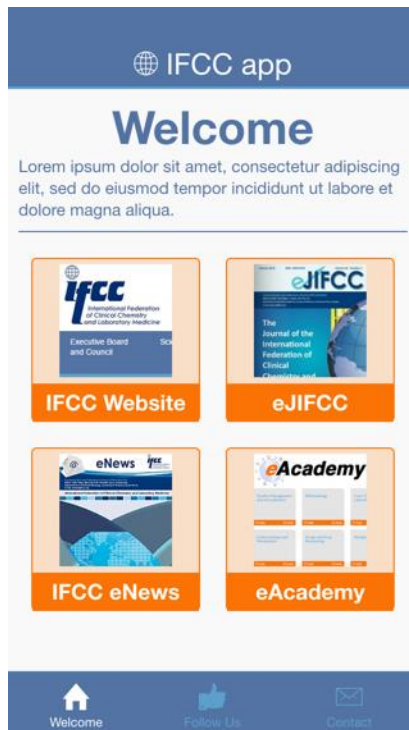 IFCC app
Welcome
Lorem ipsum dolor sit amet, consectetur adipiscing
elit, sed do eiusmod tempor incididunt ut labore et
dolore magna aliqua.
ifcc
International Federation
of Clinical Chemistry
and Laboratory Medicine
Executive Board
and Council
Sci
IFCC Website
eJIFCC
The
Journal of the
International
Federation of
Clinical
Chemistry and
eJIFCC
eNews
ifcc
IFCC eNews
eAcademy
eAcademy
Welcome
Follow Us
Contact